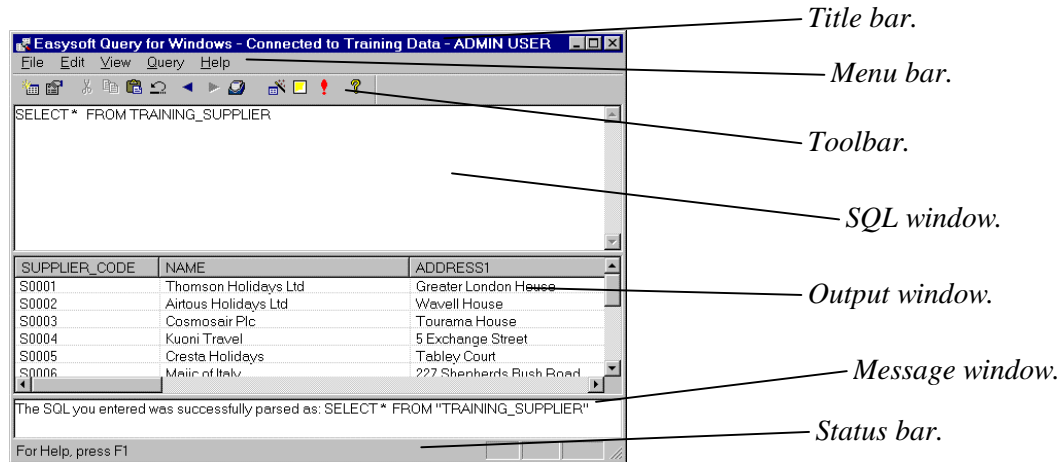 Easysoft Query for Windows - Connected to Training Data - ADMIN USER
Title bar.
File Edit View Query Help
Menu bar.
SELECT * FROM TRAINING_SUPPLIER
Toolbar.
SQL window.
SUPPLIER_CODE NAME ADDRESS1
S0001 Thomson Holidays Ltd Greater London House
S0002 Airtous Holidays Ltd Wavell House
Output window.
S0003 Cosmosair Plc Tourama House
S0004 Kuoni Travel 5 Exchange Street
S0005 Cresta Holidays Tabley Court
S0006 Majic of Italy 227 Shepherds Bush Road
Message window.
The SQL you entered was successfully parsed as: SELECT * FROM "TRAINING_SUPPLIER"
Status bar.
For Help, press F1